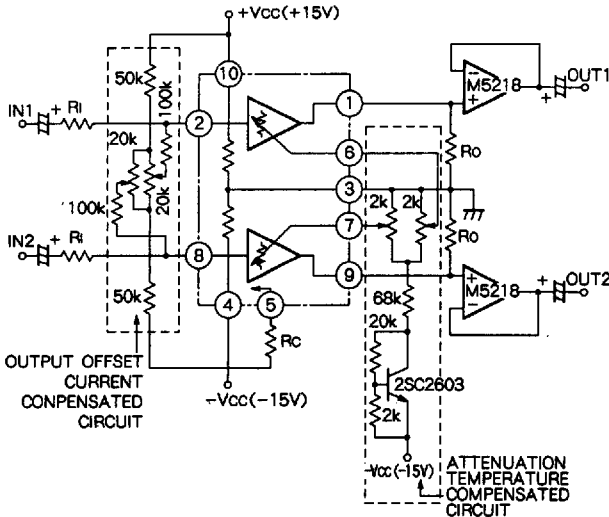 +VCC(+15V)
50k
100k
10
IN1
+
Ri
2
20k
20k
100k
IN2
+
Ri
8
50k
4
5
Rc
-VCC(-15V)
1
6
3
7
9
2k
2k
68k
20k
2SC2603
2k
-VCC(-15V)
-
M5218
+
+
OUT1
Ro
Ro
+
M5218
-
+
OUT2
OUTPUT OFFSET
CURRENT
CONPENSATED
CIRCUIT
ATTENUATION
TEMPERATURE
COMPENSATED
CIRCUIT